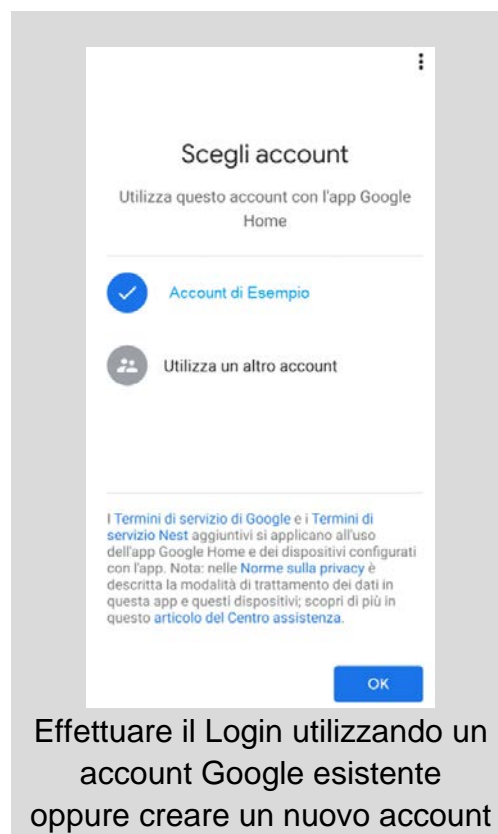 Scegli account
Utilizza questo account con l'app Google
Home
Account di Esempio
Utilizza un altro account
I Termini di servizio di Google e i Termini di
servizio Nest aggiuntivi si applicano all'uso
dell'app Google Home e dei dispositivi configurati
con l'app. Nota: nelle Norme sulla privacy è
descritta la modalità di trattamento dei dati in
questa app e questi dispositivi; scopri di più in
questo articolo del Centro assistenza.
OK
Effettuare il Login utilizzando un
account Google esistente
oppure creare un nuovo account